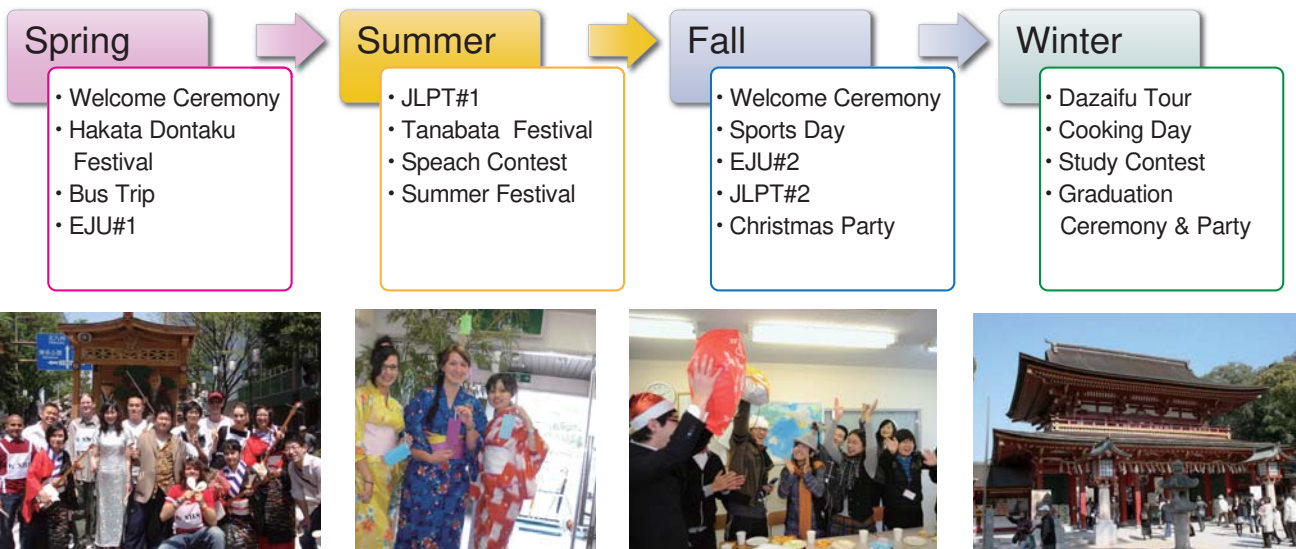 Spring
・Welcome Ceremony
・Hakata Dontaku
Festival
・Bus Trip
・EJU#1
Summer
・JLPT#1
・Tanabata Festival
・Speach Contest
・Summer Festival
Fall
・Welcome Ceremony
・Sports Day
・EJU#2
・JLPT#2
・Christmas Party
Winter
・Dazaifu Tour
・Cooking Day
・Study Contest
・Graduation
Ceremony & Party